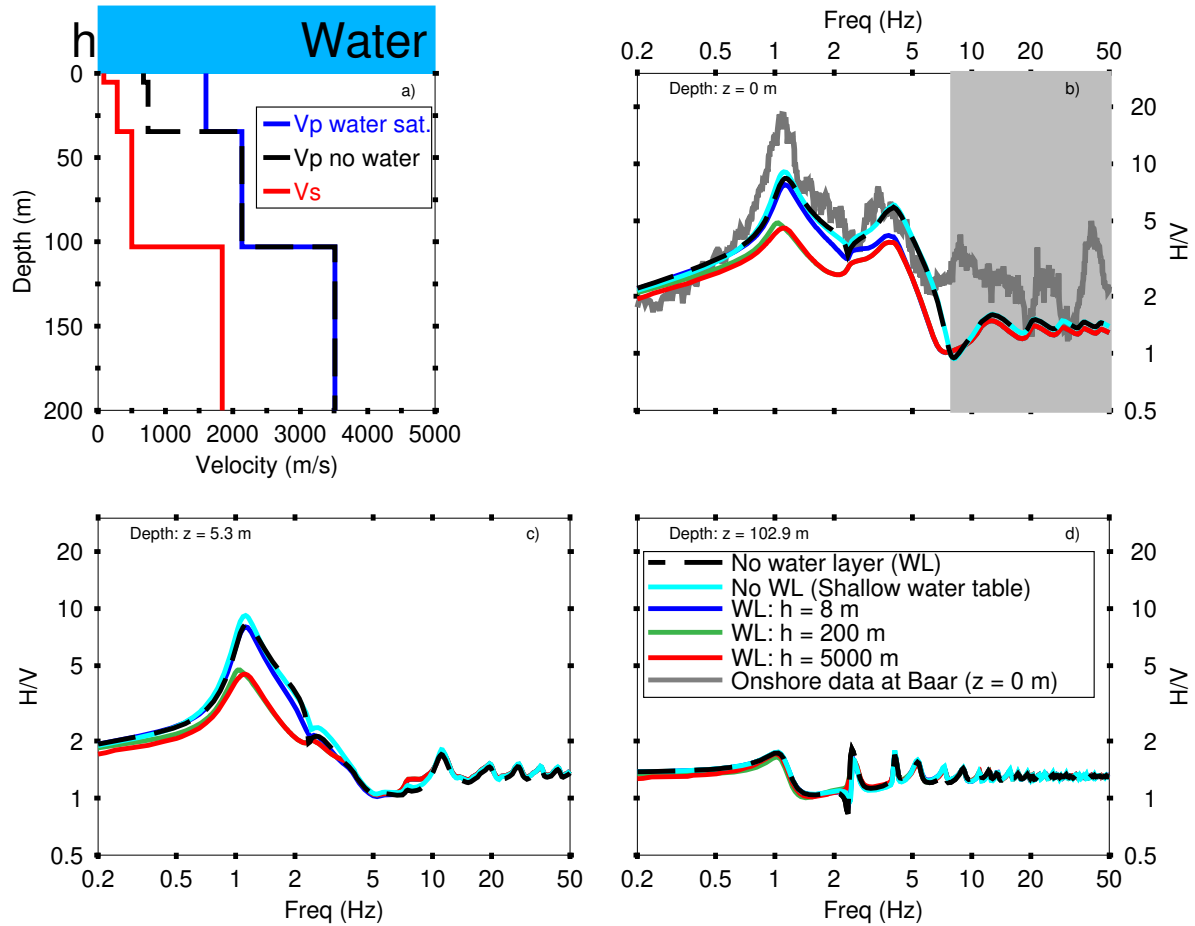 h Water
a)
Vp water sat.
Vp no water
Vs
0
50
100
150
200
Depth (m)
0 1000 2000 3000 4000 5000
Velocity (m/s)
Freq (Hz)
0.2 0.5 1 2 5 10 20 50
Depth: z = 0 m b)
20
10
5
2
1
0.5
H/V
Depth: z = 5.3 m c)
20
10
5
2
1
0.5
H/V
0.2 0.5 1 2 5 10 20 50
Freq (Hz)
Depth: z = 102.9 m d)
No water layer (WL)
No WL (Shallow water table)
WL: h = 8 m
WL: h = 200 m
WL: h = 5000 m
Onshore data at Baar (z = 0 m)
20
10
5
2
1
0.5
H/V
0.2 0.5 1 2 5 10 20 50
Freq (Hz)